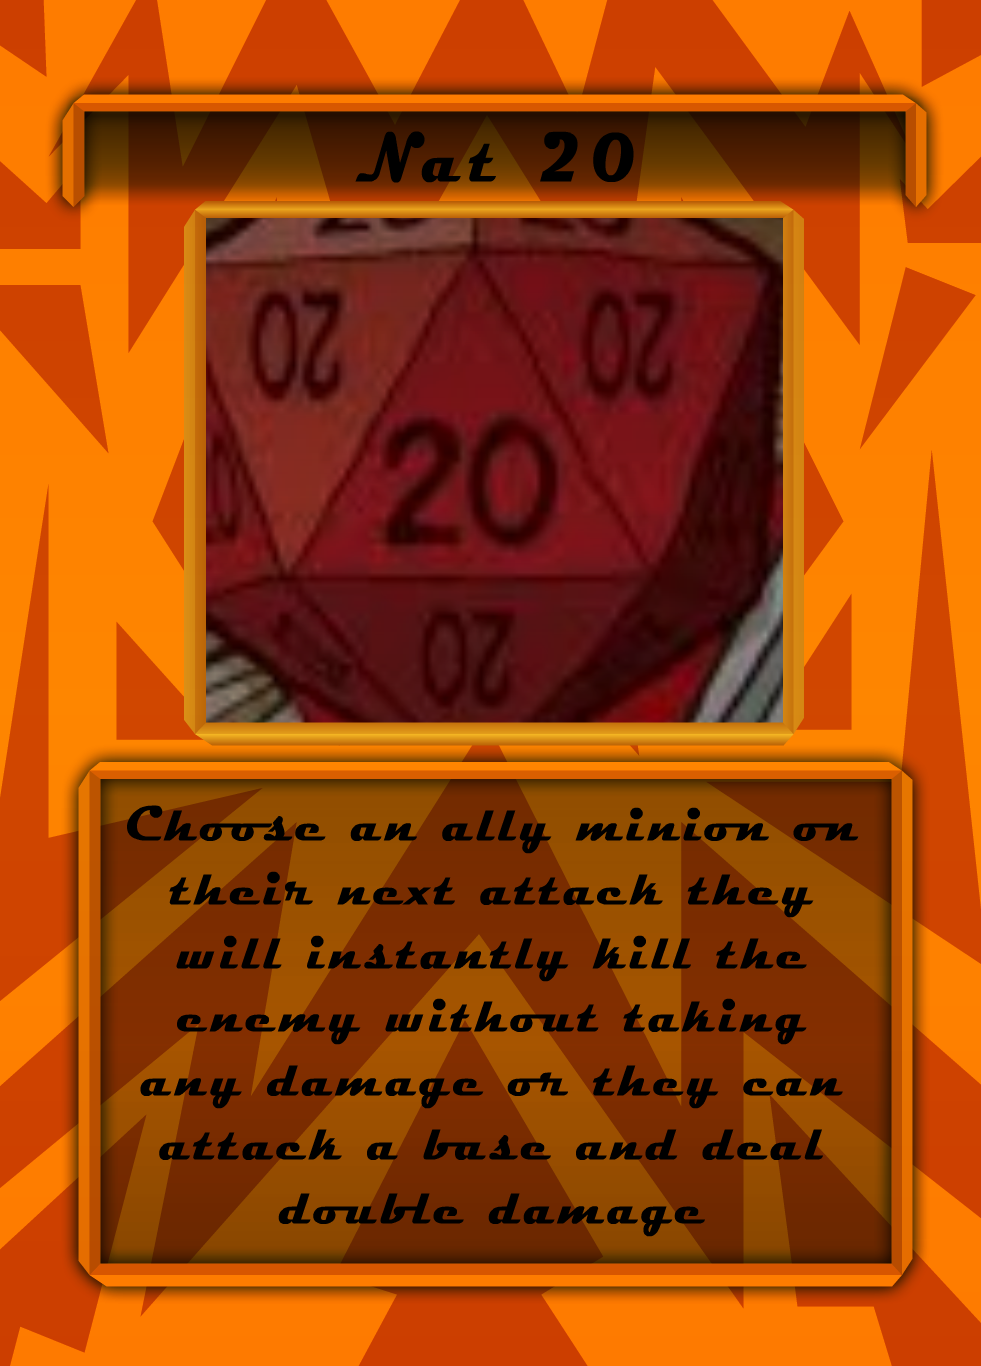 Nat 20
20 20
20
20
Choose an ally minion on
their next attack they
will instantly kill the
enemy without taking
any damage or they can
attack a base and deal
double damage